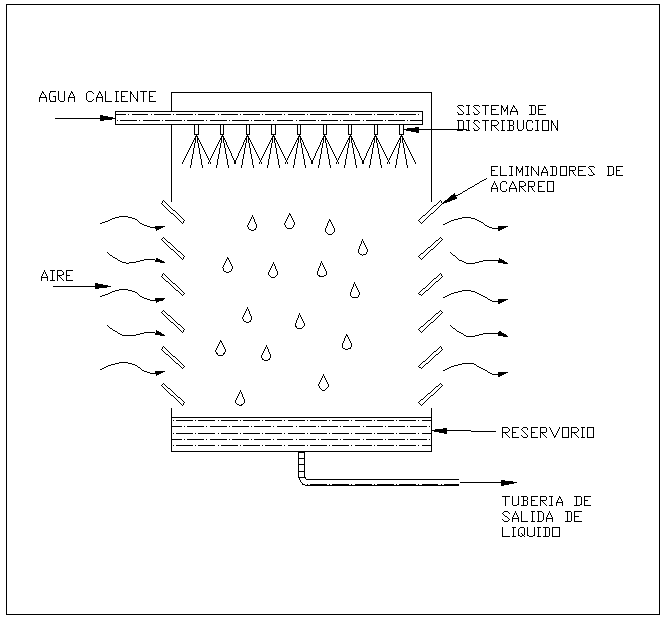 AGUA CALIENTE
SISTEMA DE
DISTRIBUCION
ELIMINADORES DE
ACARREO
AIRE
RESERVORIO
TUBERIA DE
SALIDA DE
LIQUIDO